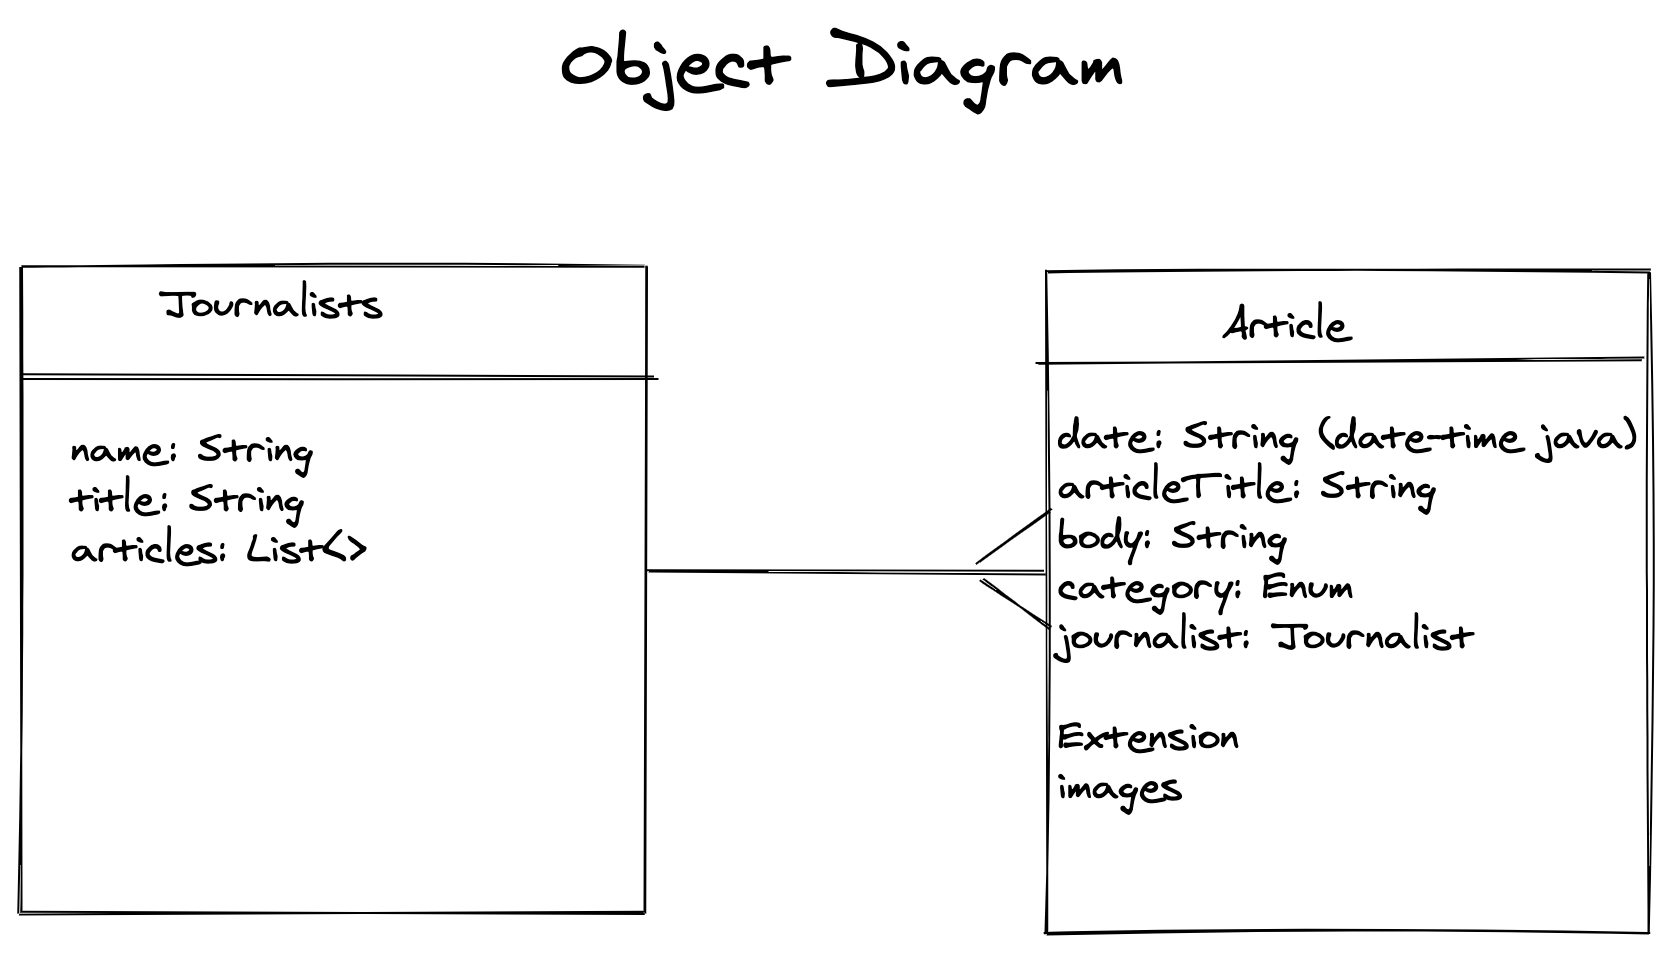 Object Diagram
Journalists
name: String
title: String
articles: List<>
Article
date: String (date-time java)
articleTitle: String
body: String
category: Enum
journalist: Journalist
Extension
images